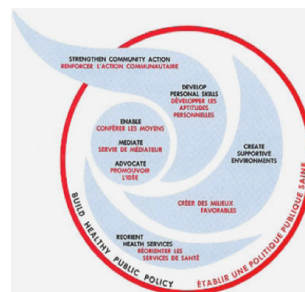 STRENGTHEN COMMUNITY ACTION
RENFORCER L'ACTION COMMUNAUTAIRE
DEVELOP
PERSONAL SKILLS
DÉVELOPPER LES
APTITUDES
PERSONNELLES
ENABLE
CONFÉRER LES MOYENS
MEDIATE
SERVIR DE MÉDIATEUR
ADVOCATE
PROMOUVOIR
L'IDÉE
CREATE
SUPPORTIVE
ENVIRONMENTS
CRÉER DES MILIEUX
FAVORABLES
REORIENT
HEALTH SERVICES
RÉORIENTER LES
SERVICES DE SANTÉ
BUILD HEALTHY PUBLIC POLICY
ÉTABLIR UNE POLITIQUE PUBLIQUE SAINE